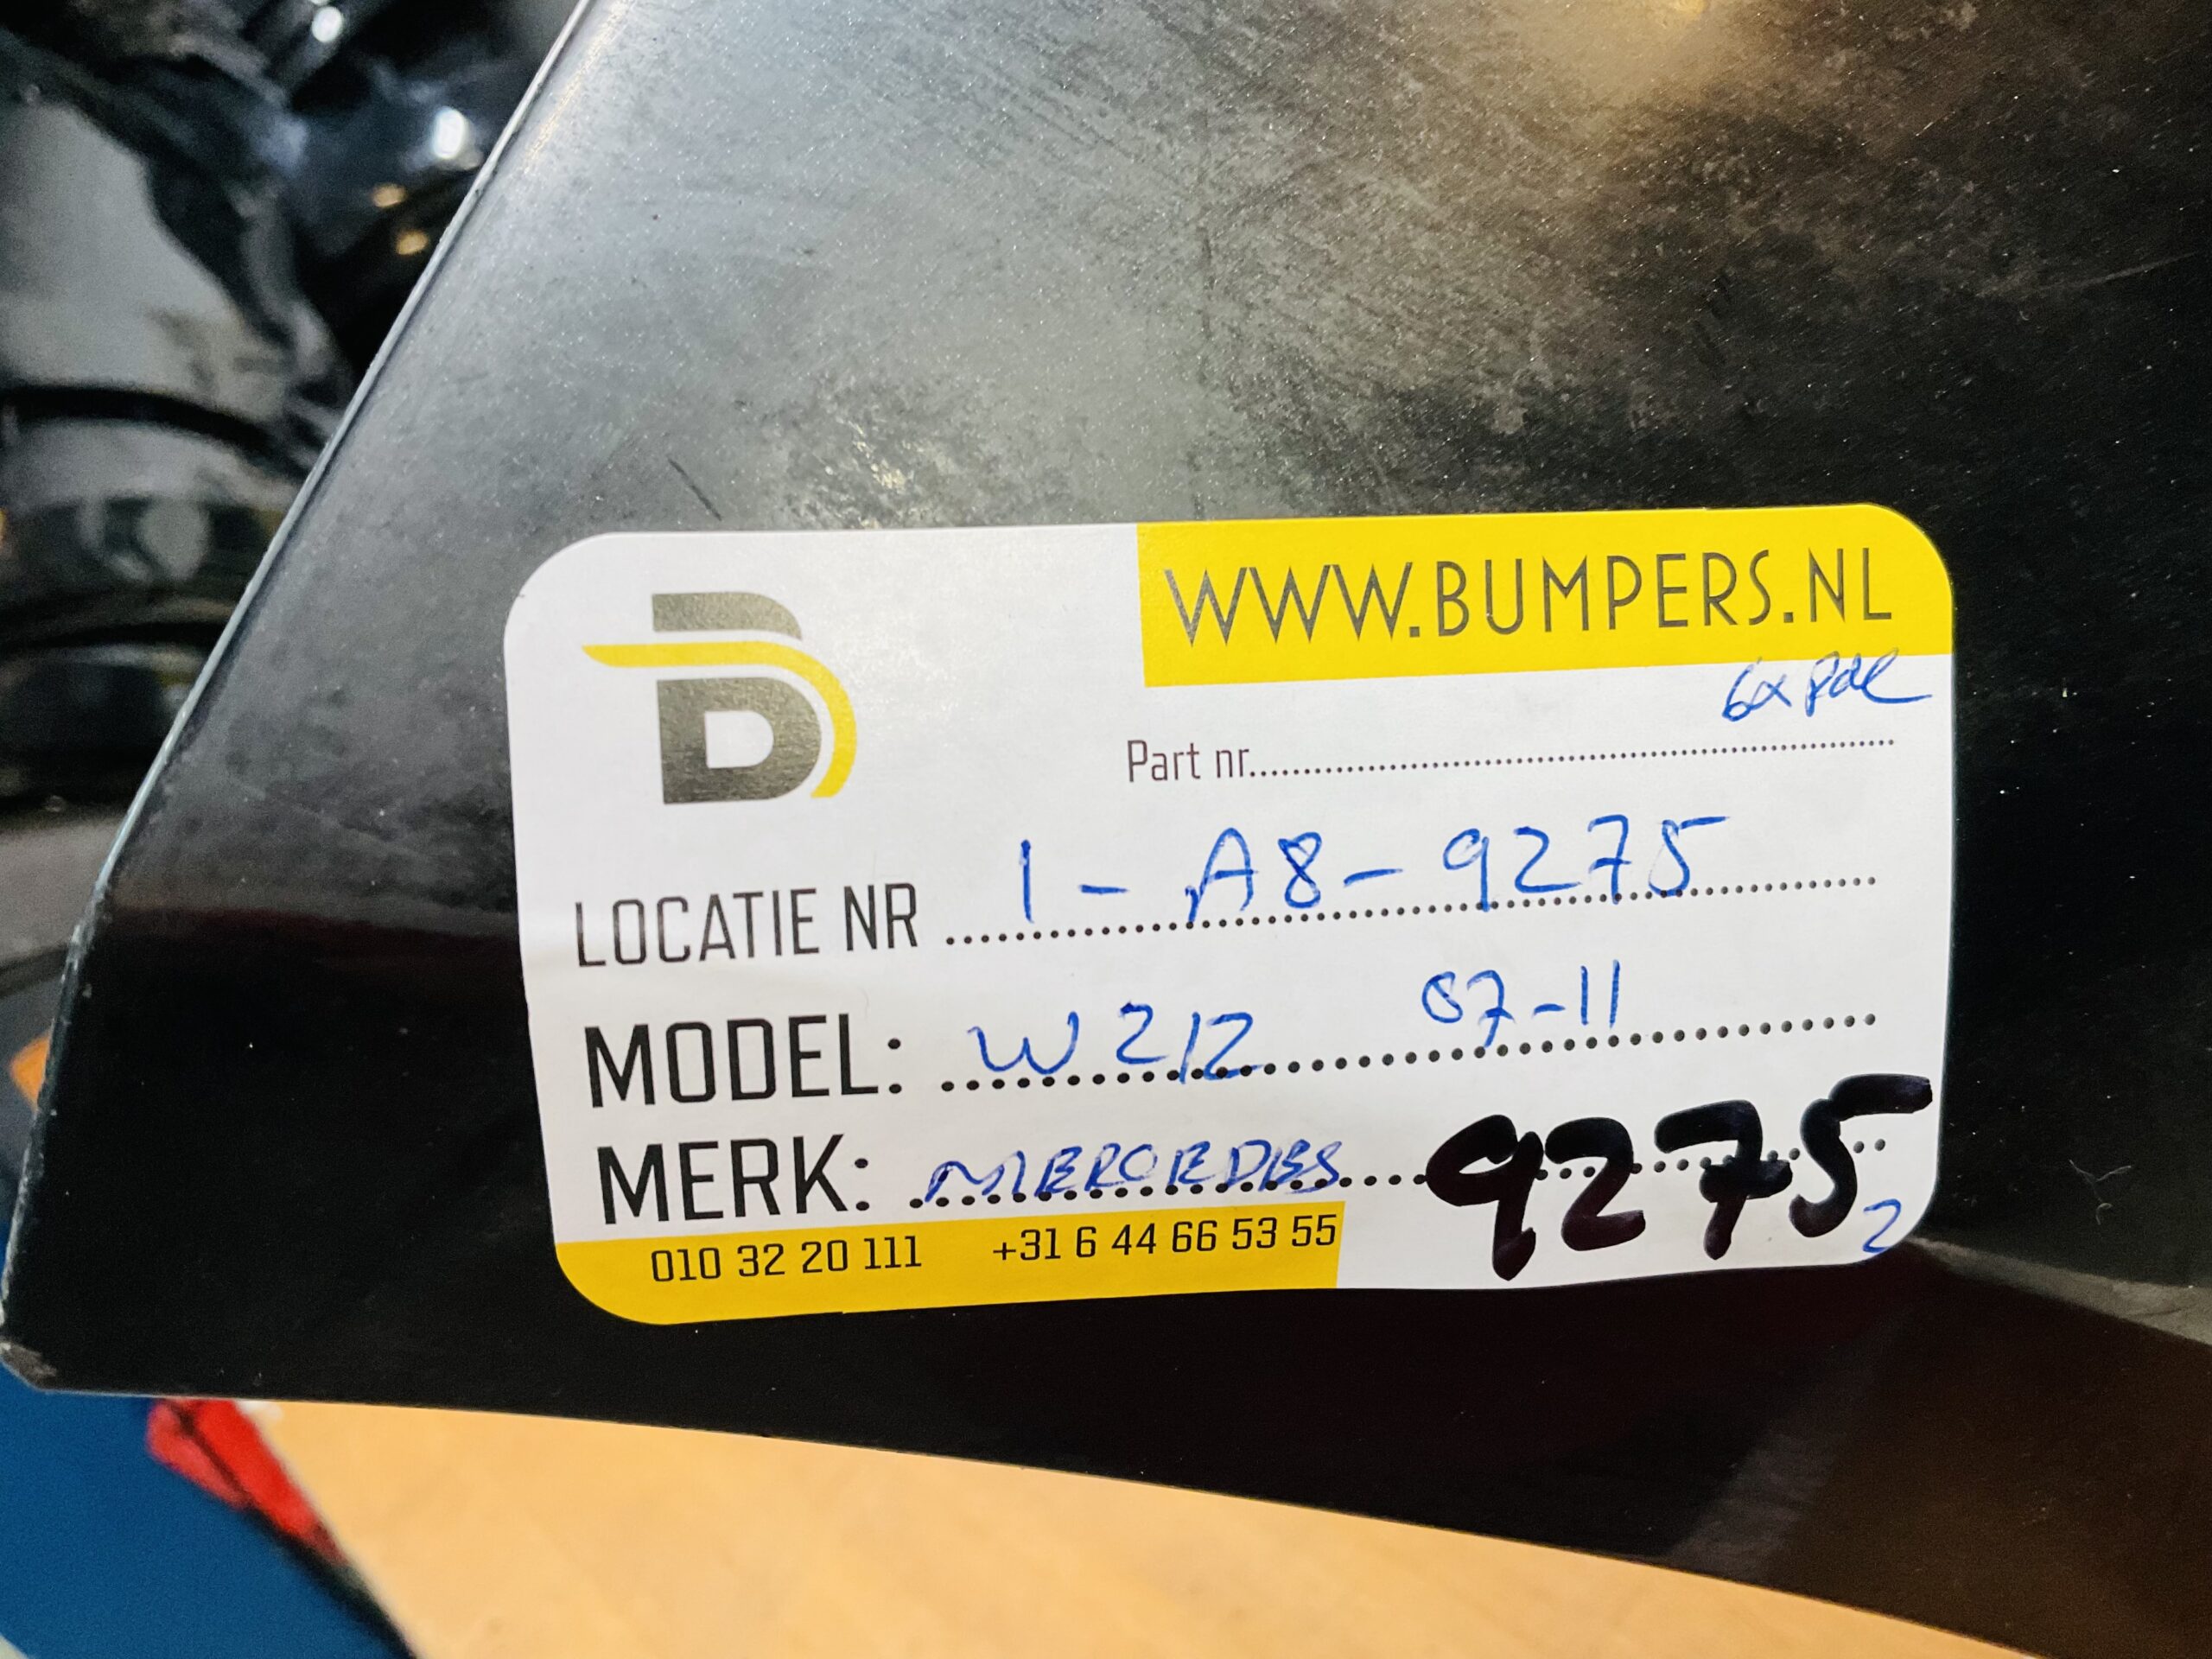 WWW.BUMPERS.NL
6x PDC
Part nr..........
LOCATIE NR 1-A8-9275
MODEL: W212 07-11
MERK: MERCEDES 9275
2
010 32 20 111 +31 6 44 66 53 55